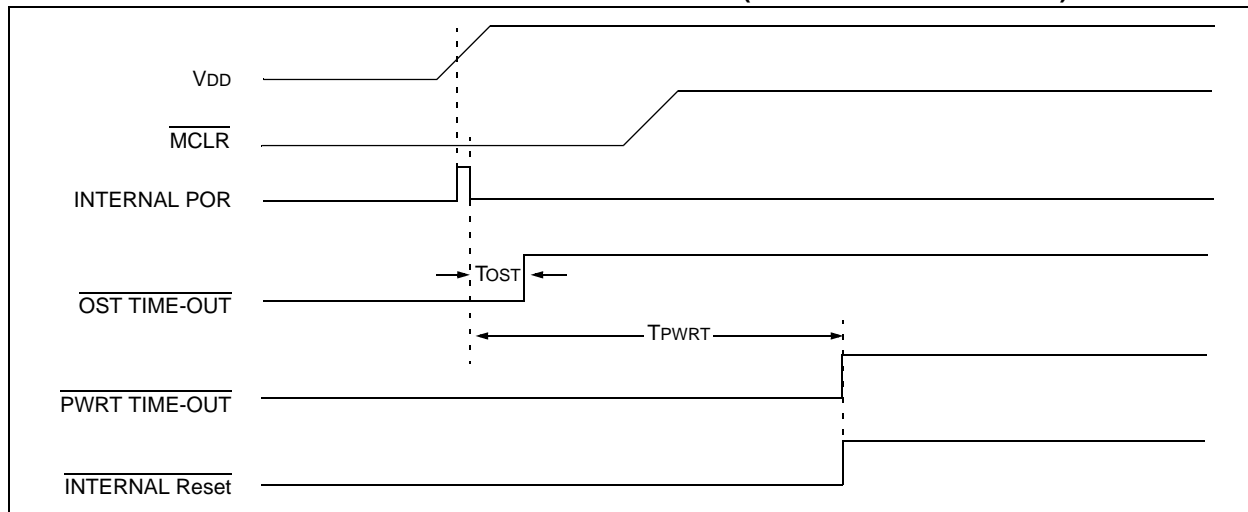 VDD
MCLR
INTERNAL POR
TOST
OST TIME-OUT
TPWRT
PWRT TIME-OUT
INTERNAL Reset